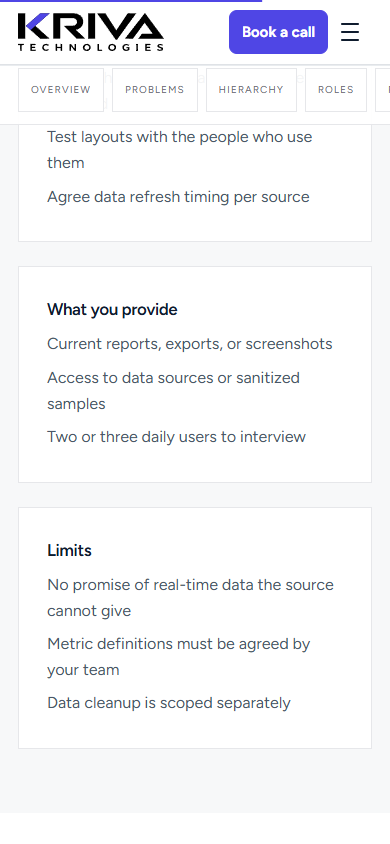 KRIVA
TECHNOLOGIES
Book a call
OVERVIEW
PROBLEMS
HIERARCHY
ROLES
Test layouts with the people who use
them
Agree data refresh timing per source
What you provide
Current reports, exports, or screenshots
Access to data sources or sanitized
samples
Two or three daily users to interview
Limits
No promise of real-time data the source
cannot give
Metric definitions must be agreed by
your team
Data cleanup is scoped separately